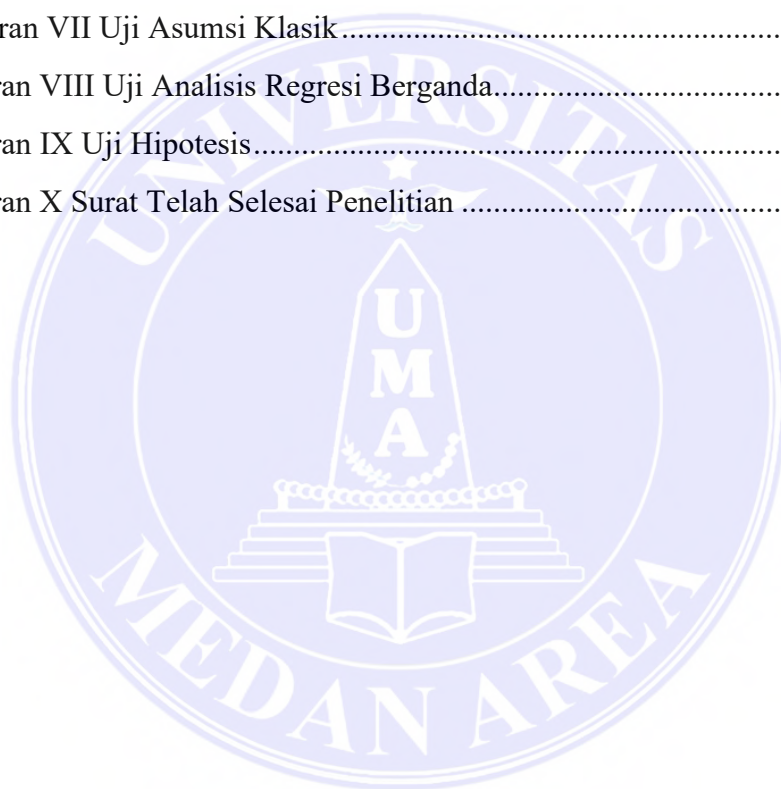 ran VII Uji Asumsi Klasik....................................................
ran VIII Uji Analisis Regresi Berganda................................
ran IX Uji Hipotesis...............................................................
ran X Surat Telah Selesai Penelitian .....................................
UNIVERSITAS
U
M
A
MEDAN AREA